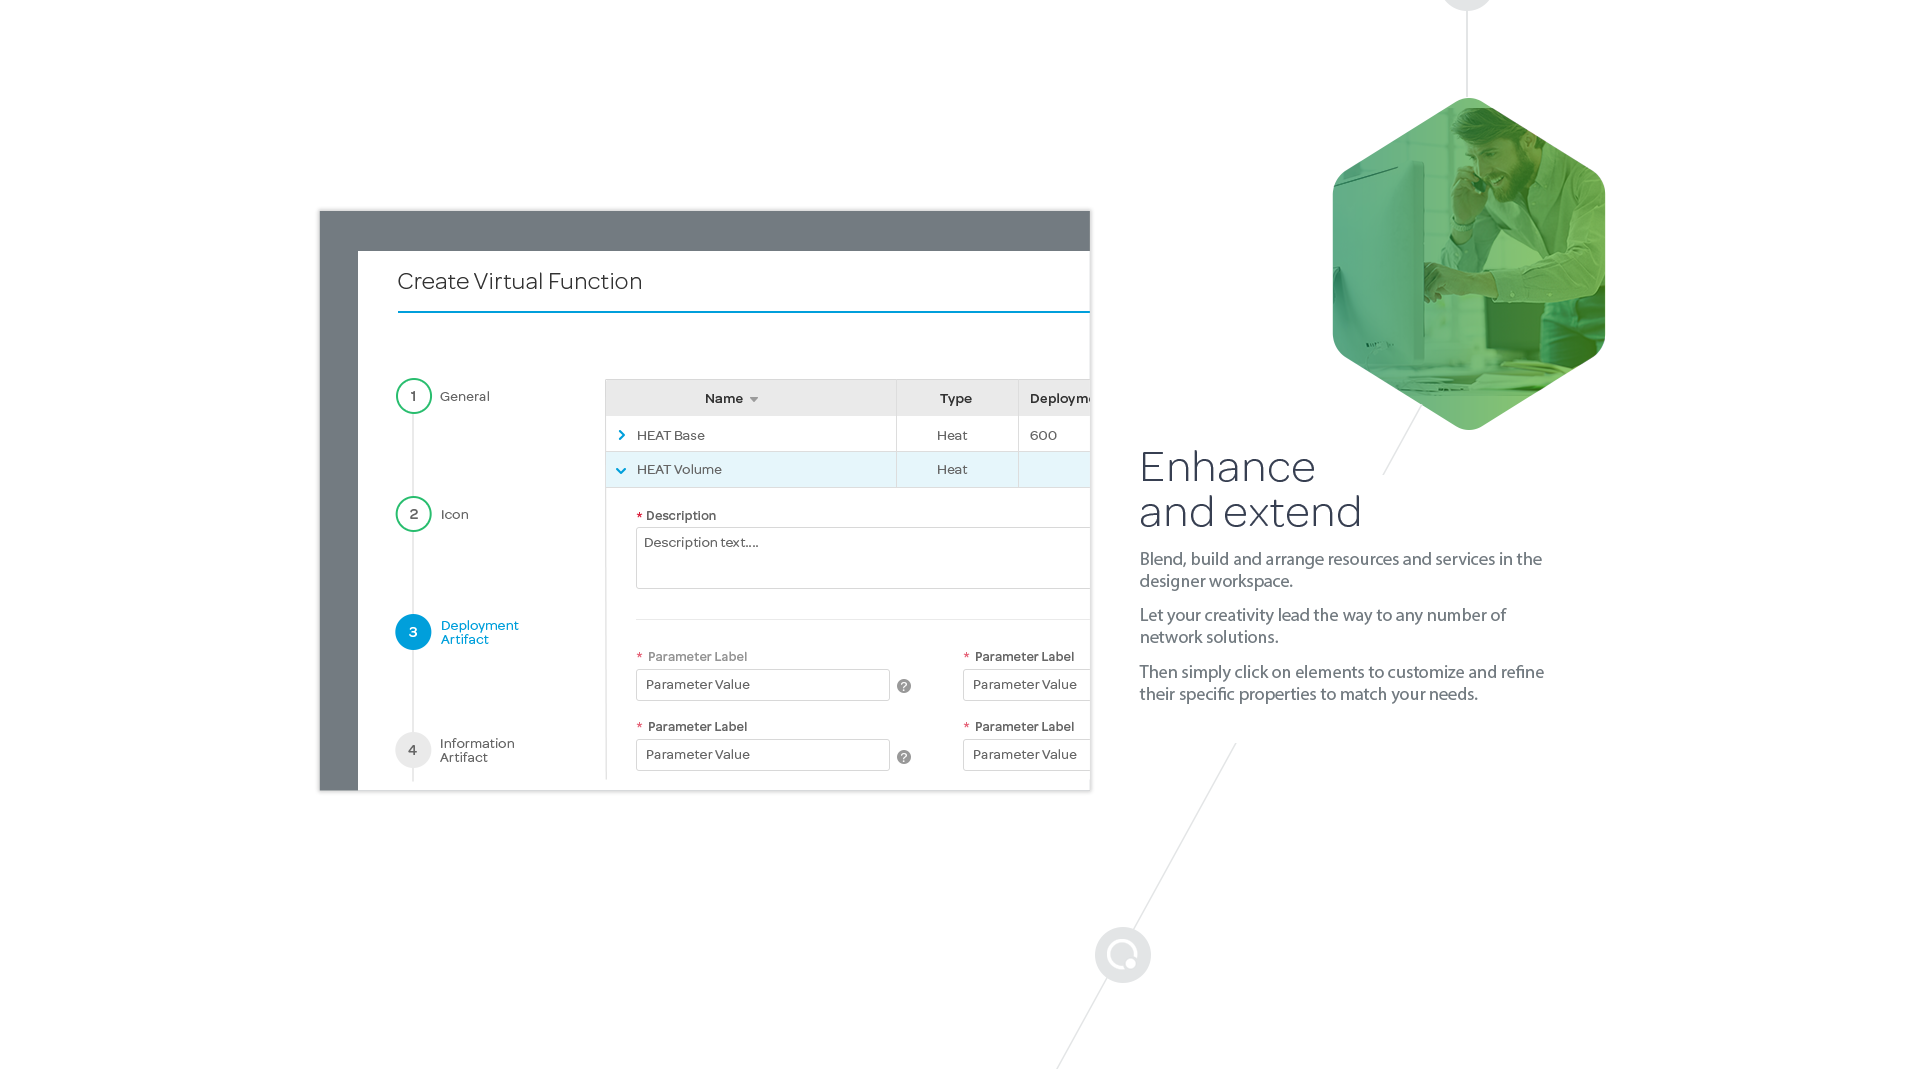 Create Virtual Function
1 General
2 Icon
3 Deployment
Artifact
4 Information
Artifact
Name Type
HEAT Base Heat 600
HEAT Volume Heat
* Description
Description text....
* Parameter Label * Parameter Label
Parameter Value ? Parameter Value
* Parameter Label * Parameter Label
Parameter Value ? Parameter Value
Enhance
and extend
Blend, build and arrange resources and services in the
designer workspace.
Let your creativity lead the way to any number of
network solutions.
Then simply click on elements to customize and refine
their specific properties to match your needs.